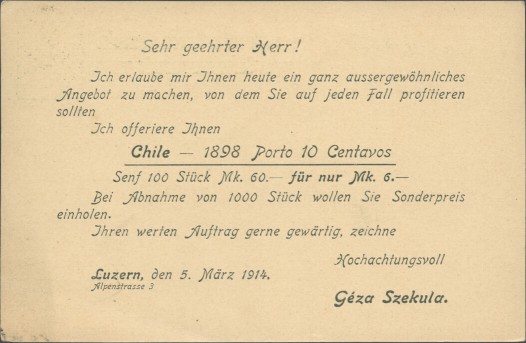 Sehr geehrter Herr!
Ich erlaube mir Ihnen heute ein ganz aussergewöhnliches
Angebot zu machen, von dem Sie auf jeden Fall profitieren
sollten
Ich offeriere Ihnen
Chile — 1898 Porto 10 Centavos
Senf 100 Stück Mk. 60.— für nur Mk. 6.—
Bei Abnahme von 1000 Stück wollen Sie Sonderpreis
einholen.
Ihren werten Auftrag gerne gewärtig, zeichne
Hochachtungsvoll
Luzern, den 5. März 1914.
Alpenstrasse 3
Géza Szekula.